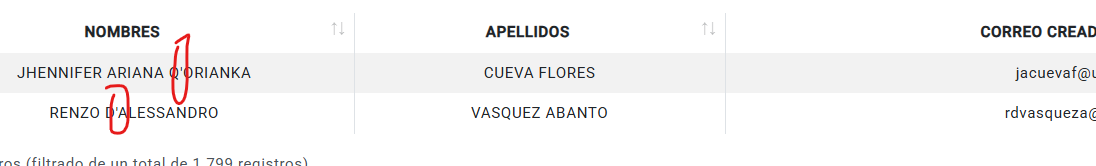 NOMBRES APELLIDOS CORREO CREAD
JHENNIFER ARIANA Q'ORIANKA CUEVA FLORES jacuevaf@u
RENZO D'ALESSANDRO VASQUEZ ABANTO rdvasqueza@
ros (filtrado de un total de 1,799 registros)